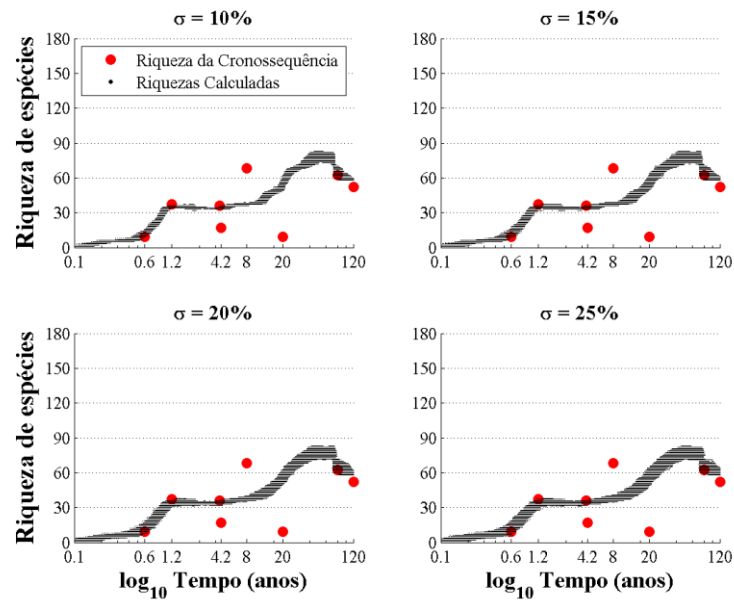 σ = 10%
Riqueza de espécies
180
150
120
90
60
30
0
Riqueza da Cronossequência
Riquezas Calculadas
0.1 0.6 1.2 4.2 8 20 120
σ = 15%
180
150
120
90
60
30
0
0.1 0.6 1.2 4.2 8 20 120
σ = 20%
Riqueza de espécies
180
150
120
90
60
30
0
0.1 0.6 1.2 4.2 8 20 120
log10 Tempo (anos)
σ = 25%
180
150
120
90
60
30
0
0.1 0.6 1.2 4.2 8 20 120
log10 Tempo (anos)